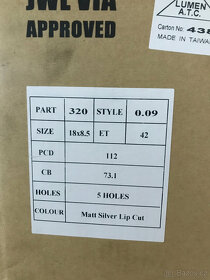 JWL VIA
APPROVED
LUMEN
A.T.C.
Carton No: 438
MADE IN TAIWAN
PART 320 STYLE 0.09
SIZE 18x8.5 ET 42
PCD 112
CB 73.1
HOLES 5 HOLES
COLOUR Matt Silver Lip Cut